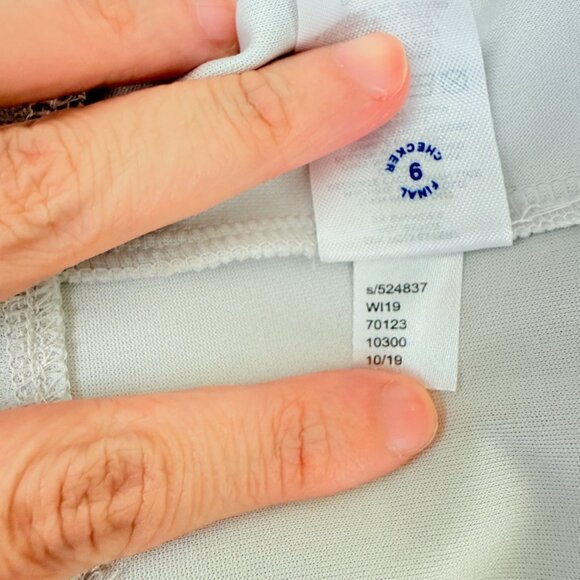 CHECKER
9
FINAL
s/524837
WI19
70123
10300
10/19